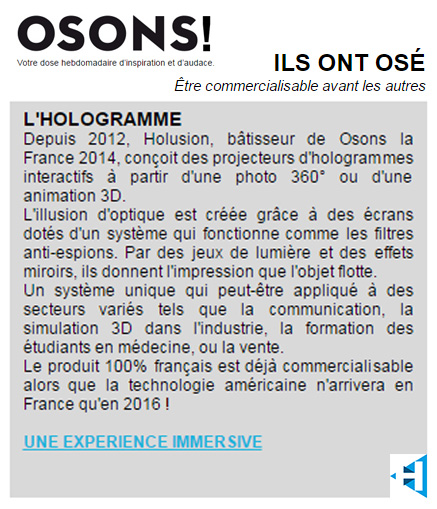 OSONS!
Votre dose hebdomadaire d'inspiration et d'audace.
ILS ONT OSÉ
Être commercialisable avant les autres
L'HOLOGRAMME
Depuis 2012, Holusion, bâtisseur de Osons la
France 2014, conçoit des projecteurs d'hologrammes
interactifs à partir d'une photo 360° ou d'une
animation 3D.
L'illusion d'optique est créée grâce à des écrans
dotés d'un système qui fonctionne comme les filtres
anti-espions. Par des jeux de lumière et des effets
miroirs, ils donnent l'impression que l'objet flotte.
Un système unique qui peut-être appliqué à des
secteurs variés tels que la communication, la
simulation 3D dans l'industrie, la formation des
étudiants en médecine, ou la vente.
Le produit 100% français est déjà commercialisable
alors que la technologie américaine n'arrivera en
France qu'en 2016 !
UNE EXPERIENCE IMMERSIVE